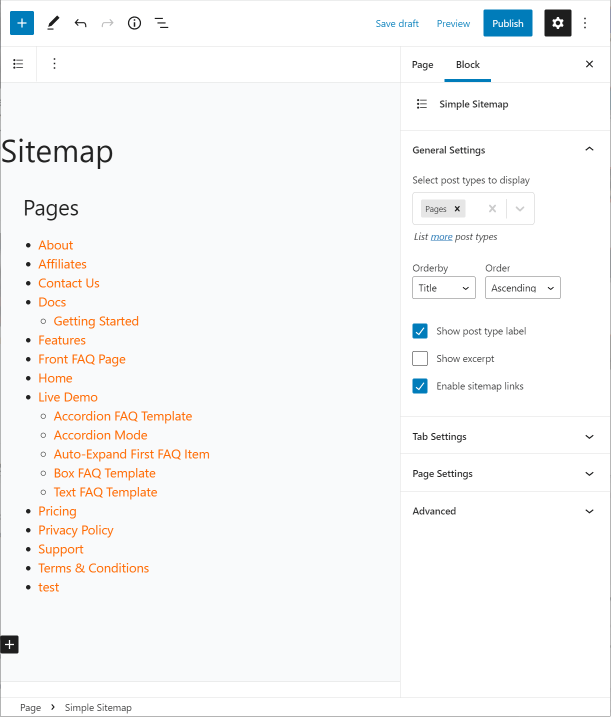 Save draft Preview Publish
Page Block
Simple Sitemap
Sitemap
Pages
About
Affiliates
Contact Us
Docs
Getting Started
Features
Front FAQ Page
Home
Live Demo
Accordion FAQ Template
Accordion Mode
Auto-Expand First FAQ Item
Box FAQ Template
Text FAQ Template
Pricing
Privacy Policy
Support
Terms & Conditions
test
General Settings
Select post types to display
Pages
List more post types
Orderby Order
Title Ascending
Show post type label
Show excerpt
Enable sitemap links
Tab Settings
Page Settings
Advanced
Page Simple Sitemap